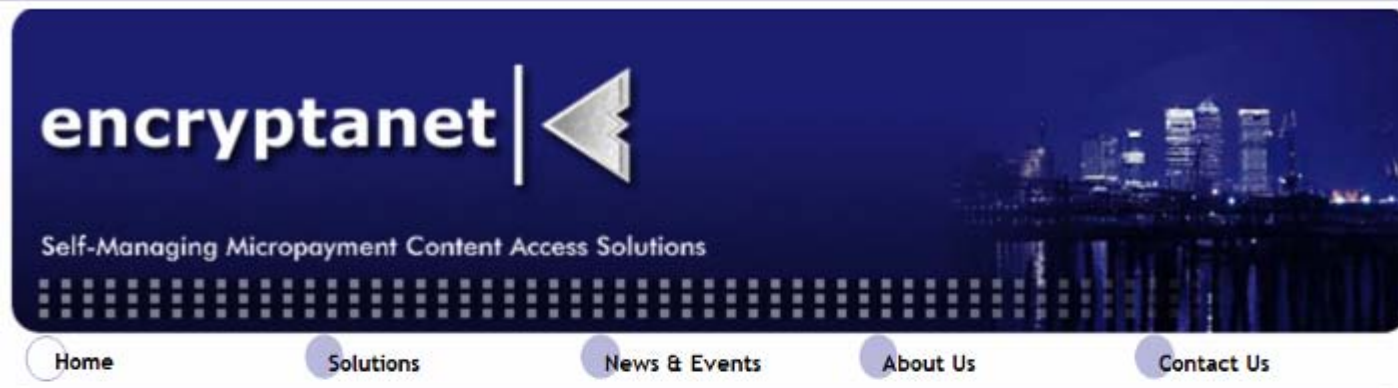 encryptanet
Self-Managing Micropayment Content Access Solutions
Home Solutions News & Events About Us Contact Us